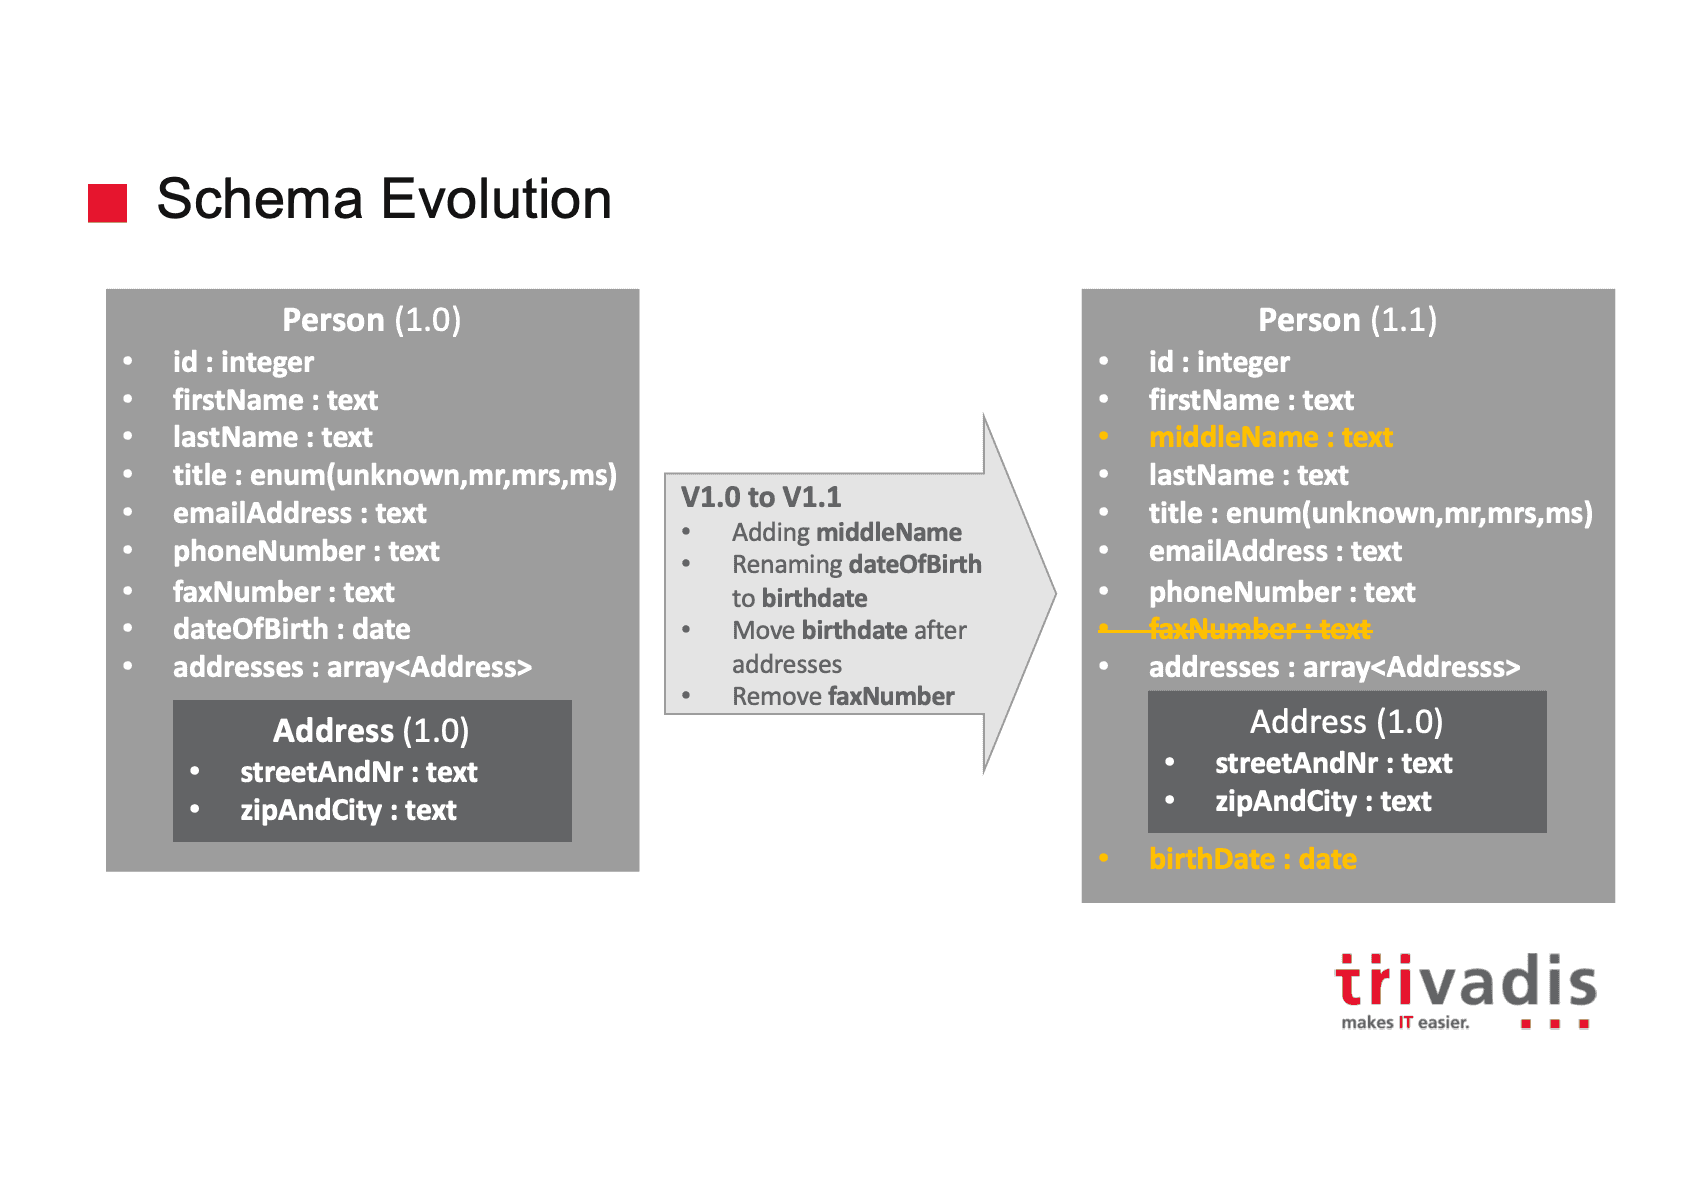 Schema Evolution
Person (1.0)
• id : integer
• firstName : text
• lastName : text
• title : enum(unknown,mr,mrs,ms)
• emailAddress : text
• phoneNumber : text
• faxNumber : text
• dateOfBirth : date
• addresses : array<Address>
Address (1.0)
• streetAndNr : text
• zipAndCity : text
V1.0 to V1.1
• Adding middleName
• Renaming dateOfBirth
to birthdate
• Move birthdate after
addresses
• Remove faxNumber
Person (1.1)
• id : integer
• firstName : text
• middleName : text
• lastName : text
• title : enum(unknown,mr,mrs,ms)
• emailAddress : text
• phoneNumber : text
• faxNumber : text
• addresses : array<Addresss>
Address (1.0)
• streetAndNr : text
• zipAndCity : text
• birthDate : date
trivadis
makes IT easier.